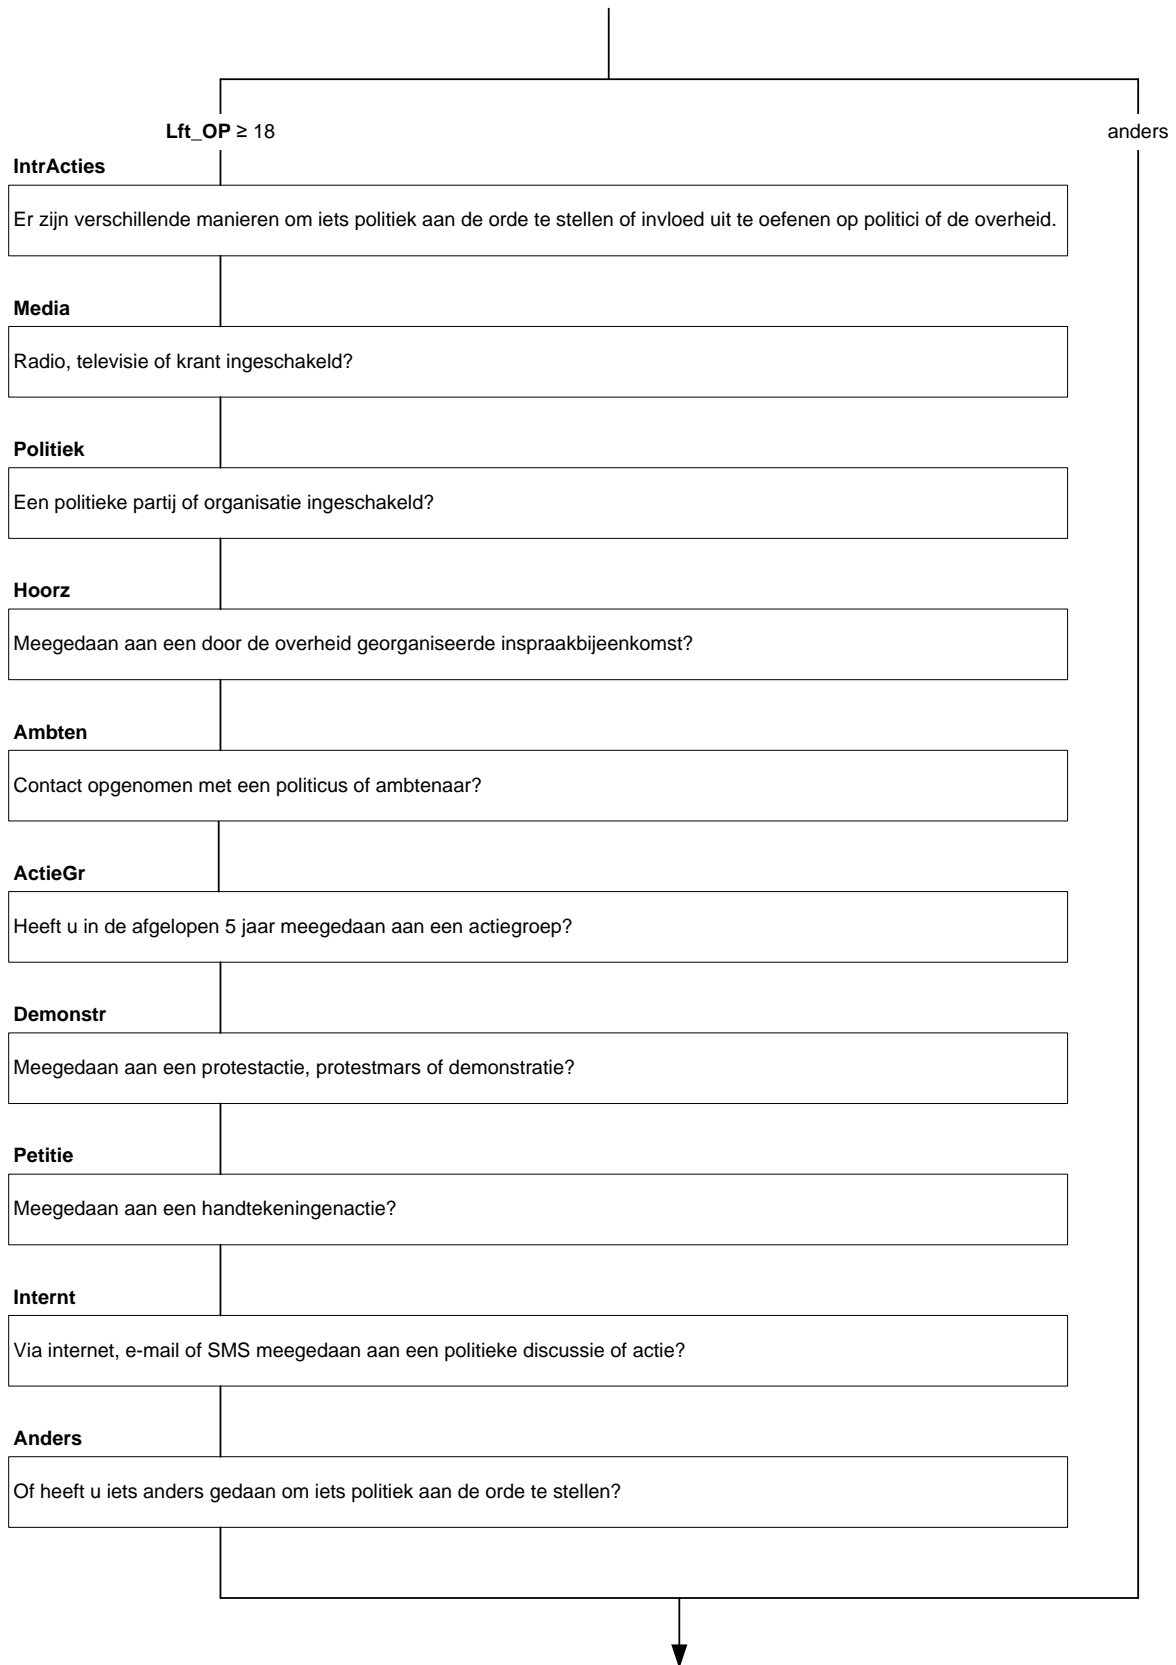 Lft_OP ≥ 18
anders
IntrActies
Er zijn verschillende manieren om iets politiek aan de orde te stellen of invloed uit te oefenen op politici of de overheid.
Media
Radio, televisie of krant ingeschakeld?
Politiek
Een politieke partij of organisatie ingeschakeld?
Hoorz
Meegedaan aan een door de overheid georganiseerde inspraakbijeenkomst?
Ambten
Contact opgenomen met een politicus of ambtenaar?
ActieGr
Heeft u in de afgelopen 5 jaar meegedaan aan een actiegroep?
Demonstr
Meegedaan aan een protestactie, protestmars of demonstratie?
Petitie
Meegedaan aan een handtekeningenactie?
Internt
Via internet, e-mail of SMS meegedaan aan een politieke discussie of actie?
Anders
Of heeft u iets anders gedaan om iets politiek aan de orde te stellen?